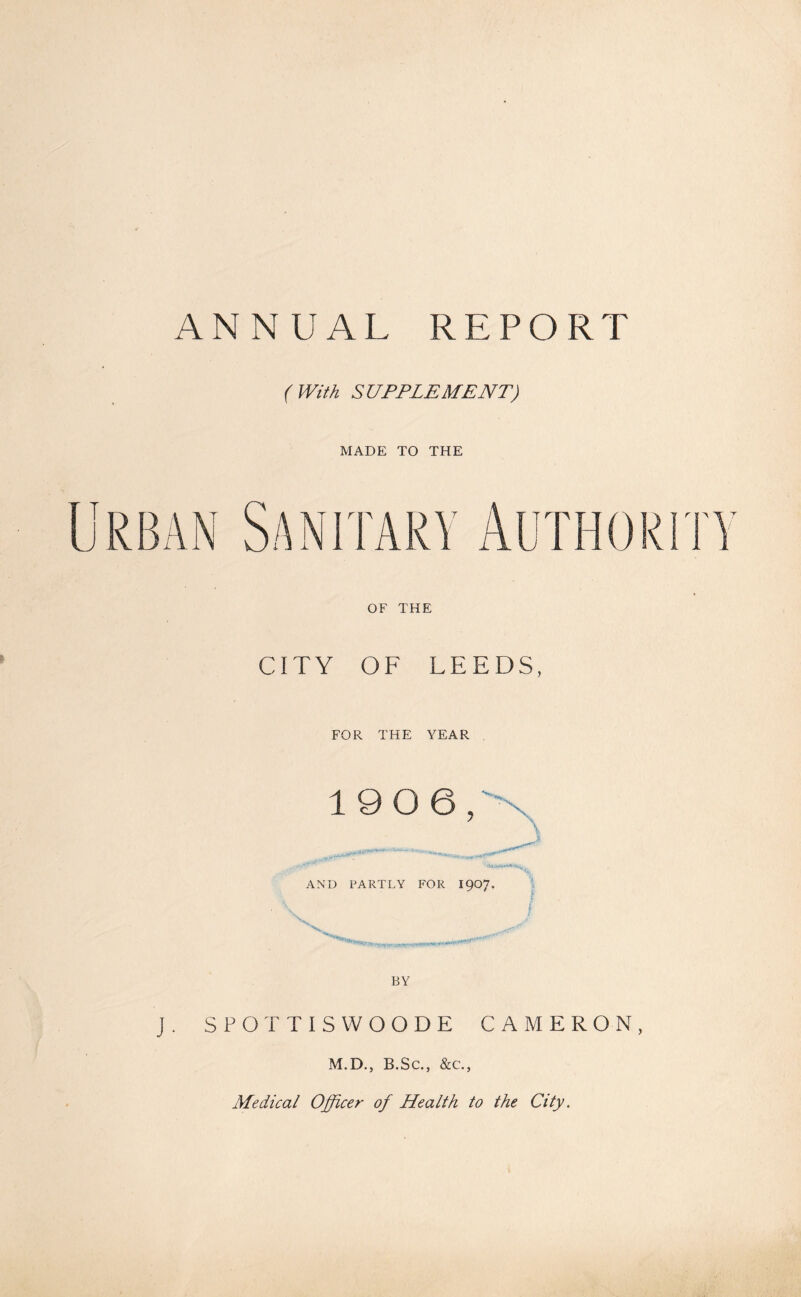 ANNUAL REPORT
(With SUPPLEMENT)
MADE TO THE
URBAN SANITARY AUTHORITY
OF THE
CITY OF LEEDS,
FOR THE YEAR
1906,
AND PARTLY FOR 1907.
BY
J. SPOTTISWOODE CAMERON,
M.D., B.Sc., &c.,
Medical Officer of Health to the City.